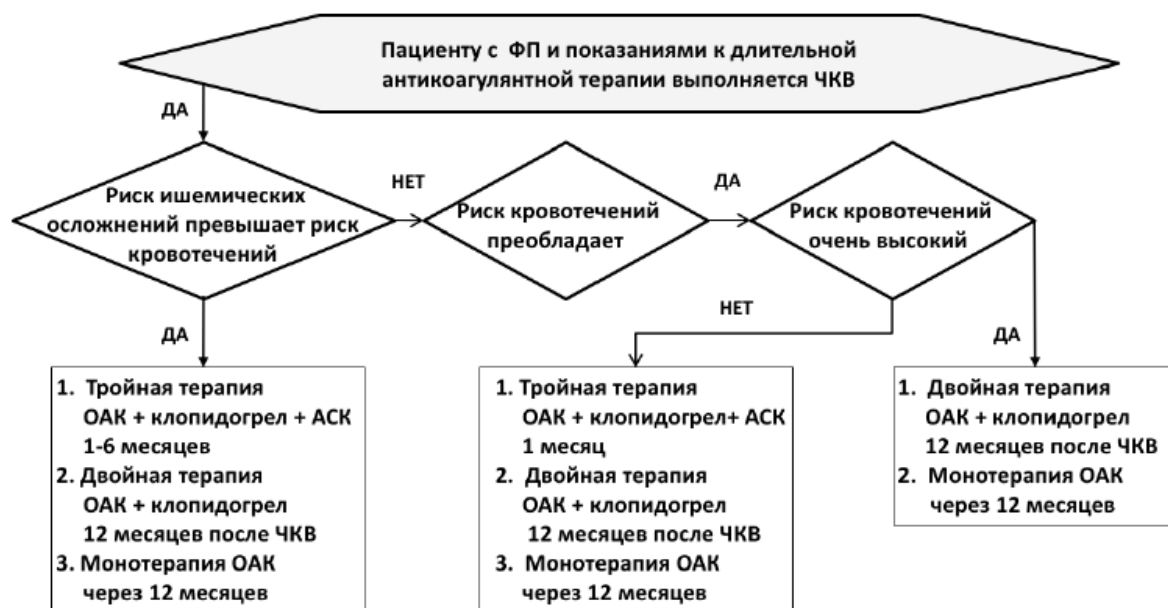 Пациенту с ФП и показаниями к длительной
антикоагулянтной терапии выполняется ЧКВ
ДА
Риск ишемических
осложнений превышает риск
кровотечений
НЕТ
Риск кровотечений
преобладает
ДА
Риск кровотечений
очень высокий
ДА
НЕТ
ДА
1. Тройная терапия
ОАК + клопидогрел + АСК
1-6 месяцев
2. Двойная терапия
ОАК + клопидогрел
12 месяцев после ЧКВ
3. Монотерапия ОАК
через 12 месяцев
1. Тройная терапия
ОАК + клопидогрел+ АСК
1 месяц
2. Двойная терапия
ОАК + клопидогрел
12 месяцев после ЧКВ
3. Монотерапия ОАК
через 12 месяцев
1. Двойная терапия
ОАК + клопидогрел
12 месяцев после ЧКВ
2. Монотерапия ОАК
через 12 месяцев